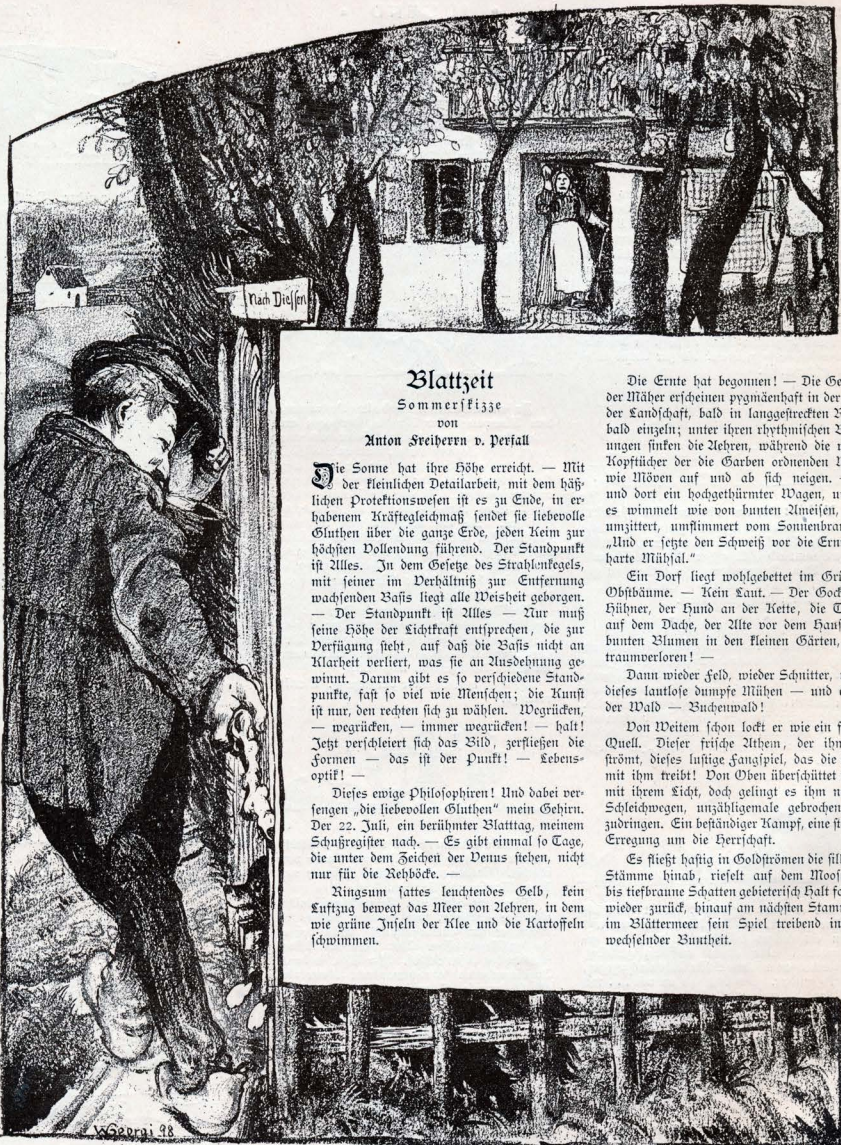 Nach Diessen
Blattzeit
Sommerskizze
von
Anton Freiherrn v. Perfall
Die Sonne hat ihre Höhe erreicht. — Mit
der kleinlichen Detailarbeit, mit dem häß-
lichen Protektionswesen ist es zu Ende, in er-
habenem Kräftegleichmaß sendet sie liebevolle
Gluthen über die ganze Erde, jeden Keim zur
höchsten Vollendung führend. Der Standpunkt
ist Alles. In dem Gesetze des Strahlenkegels,
mit seiner im Verhältniß zur Entfernung
wachsenden Basis liegt alle Weisheit geborgen.
— Der Standpunkt ist Alles — Nur muß
seine Höhe der Lichtkraft entsprechen, die zur
Verfügung steht, auf daß die Basis nicht an
Klarheit verliert, was sie an Ausdehnung ge-
winnt. Darum gibt es so verschiedene Stand-
punkte, fast so viel wie Menschen; die Kunst
ist nur, den rechten sich zu wählen. Wegrücken,
— wegrücken, — immer wegrücken! — halt!
Jetzt verschleiert sich das Bild, zerfließen die
Formen — das ist der Punkt! — Lebens-
optik! —
Dieses ewige Philosophiren! Und dabei ver-
sengen „die liebevollen Gluthen“ mein Gehirn.
Der 22. Juli, ein berühmter Blatttag, meinem
Schußregister nach. — Es gibt einmal so Tage,
die unter dem Zeichen der Venus stehen, nicht
nur für die Rehböcke. —
Ringsum sattes leuchtendes Gelb, kein
Luftzug bewegt das Meer von Aehren, in dem
wie grüne Inseln der Klee und die Kartoffeln
schwimmen.
Die Ernte hat begonnen! — Die Ge
der Mäher erscheinen pygmäenhaft in der
der Landschaft, bald in langgestreckten
bald einzeln; unter ihren rhythmischen
ungen sinken die Aehren, während die
Kopftücher der die Garben ordnenden
wie Möven auf und ab sich neigen.
und dort ein hochgethürmter Wagen, u
es wimmelt wie von bunten Ameisen,
umzittert, umflimmert vom Sonnenbran
„Und er setzte den Schweiß vor die Ern
harte Mühsal.“
Ein Dorf liegt wohlgebettet im Grü
Obstbäume. — Kein Laut. — Der Gock
Hühner, der Hund an der Kette, die T
auf dem Dache, der Alte vor dem Haus
bunten Blumen in den kleinen Gärten,
traumverloren! —
Dann wieder Feld, wieder Schnitter,
dieses lautlose dumpfe Mühen — und
der Wald — Buchenwald!
Von Weitem schon lockt er wie ein f
Quell. Dieser frische Athem, der ihm
strömt, dieses lustige Fangspiel, das die
mit ihm treibt! Von Oben überschüttet
mit ihrem Licht, doch gelingt es ihm n
Schleichwegen, unzähligemale gebrochen
zudringen. Ein beständiger Kampf, eine st
Erregung um die Herrschaft.
Es fließt hastig in Goldströmen die sil
Stämme hinab, rieselt auf dem Moos
bis tiefbraune Schatten gebieterisch Halt
wieder zurück, hinauf am nächsten Stam
im Blättermeer sein Spiel treibend in
wechselnder Buntheit.
W Georgi 98